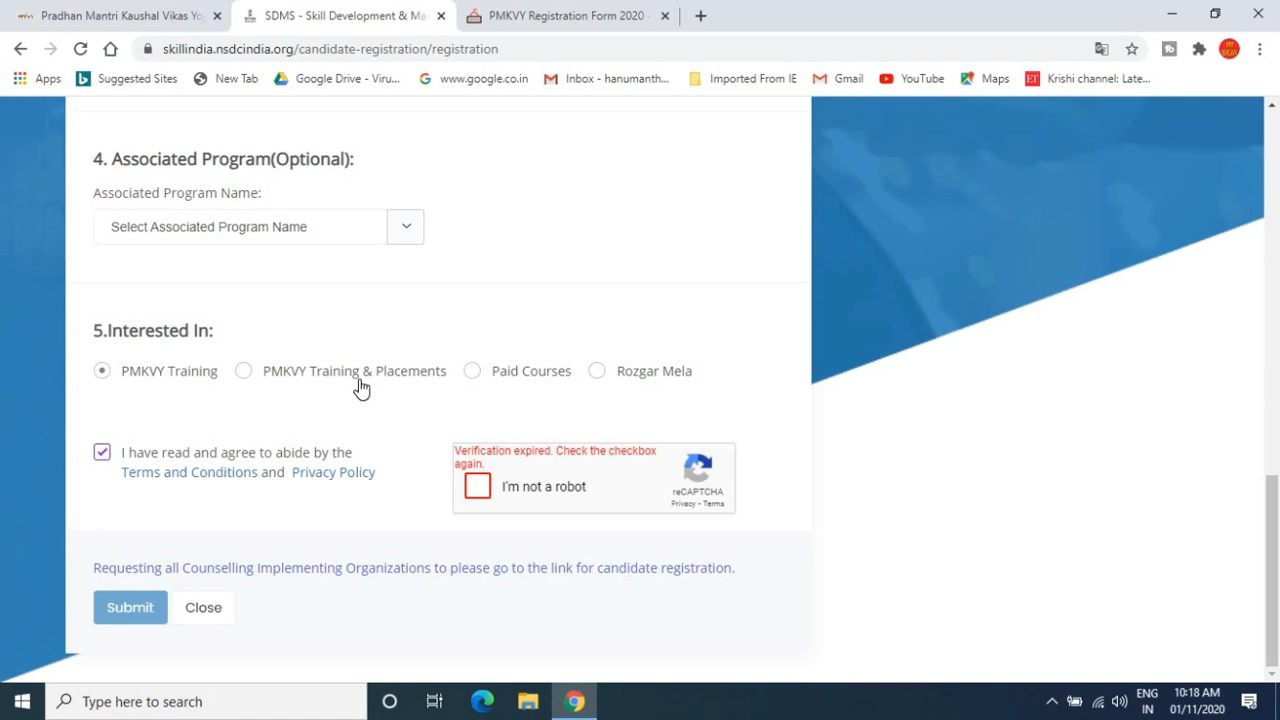 Pradhan Mantri Kaushal Vikas Yo
SDMS - Skill Development & Ma
PMKVY Registration Form 2020 -
skillindia.nsdcindia.org/candidate-registration/registration
Apps
Suggested Sites
New Tab
Google Drive - Viru...
www.google.co.in
Inbox - hanumanth...
Imported From IE
Gmail
YouTube
Maps
Krishi channel: Late...
4. Associated Program(Optional):
Associated Program Name:
Select Associated Program Name
5.Interested In:
PMKVY Training
PMKVY Training & Placements
Paid Courses
Rozgar Mela
I have read and agree to abide by the
Terms and Conditions and Privacy Policy
Verification expired. Check the checkbox
again.
I'm not a robot
reCAPTCHA
Privacy - Terms
Requesting all Counselling Implementing Organizations to please go to the link for candidate registration.
Submit
Close
Type here to search
ENG
IN
10:18 AM
01/11/2020